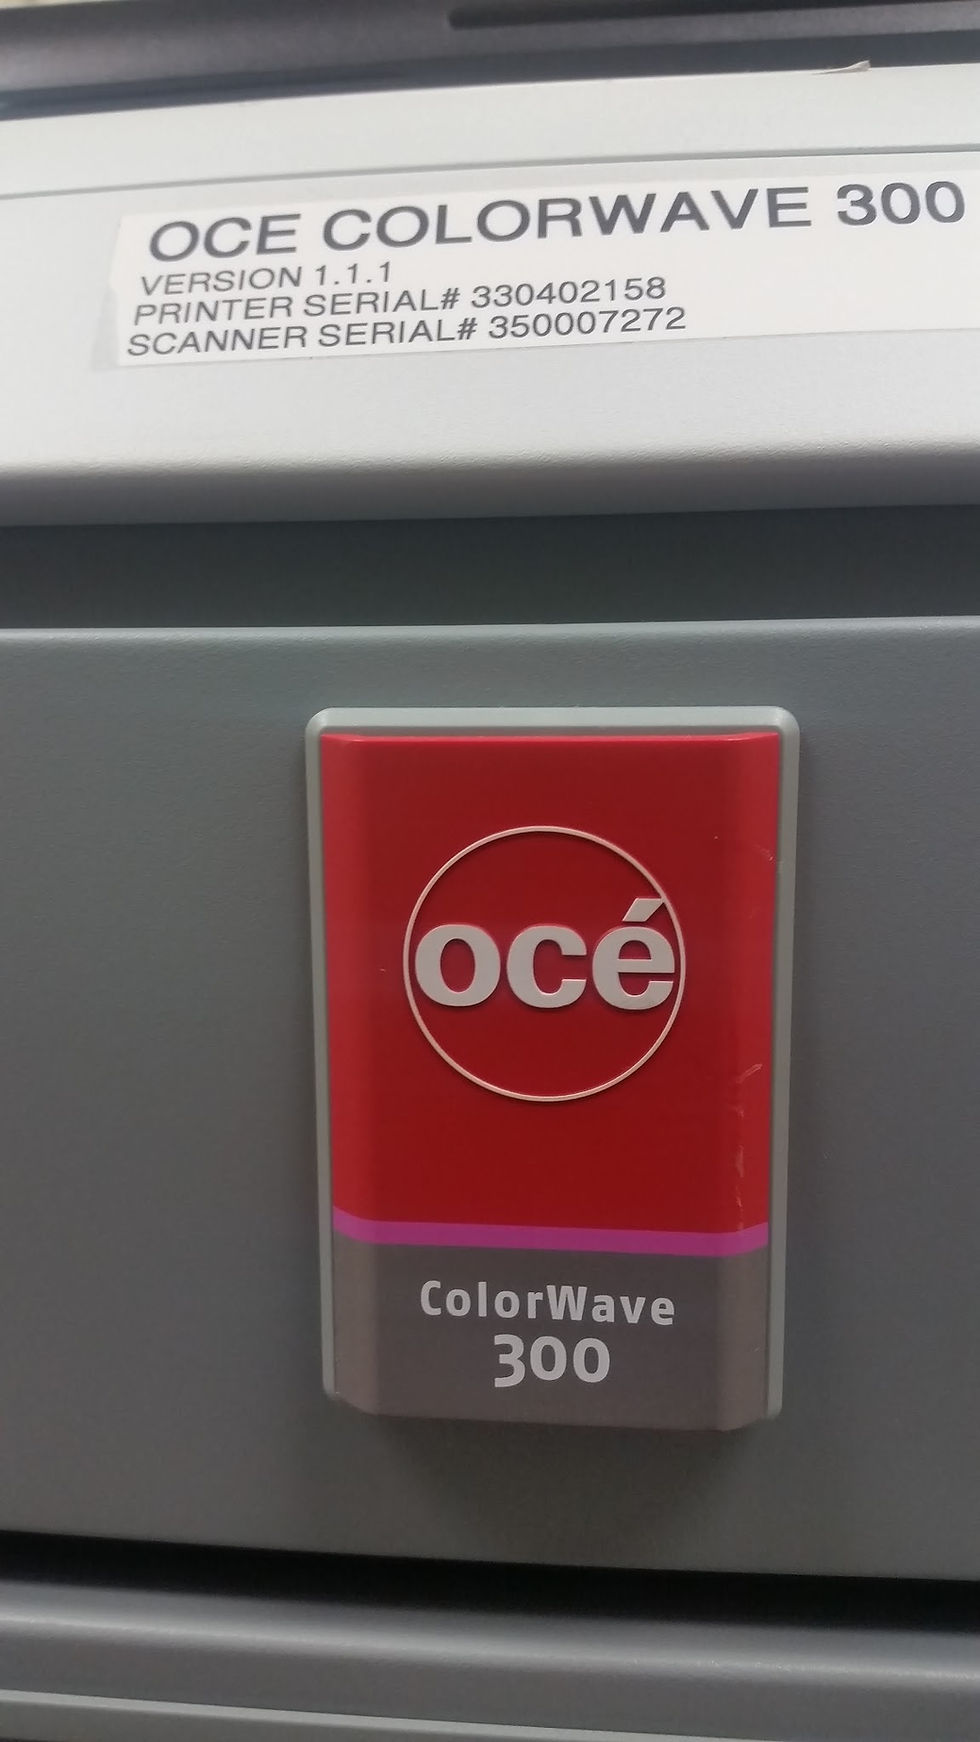 OCE COLORWAVE 300
VERSION 1.1.1
PRINTER SERIAL# 330402158
SCANNER SERIAL# 350007272
océ
ColorWave
300